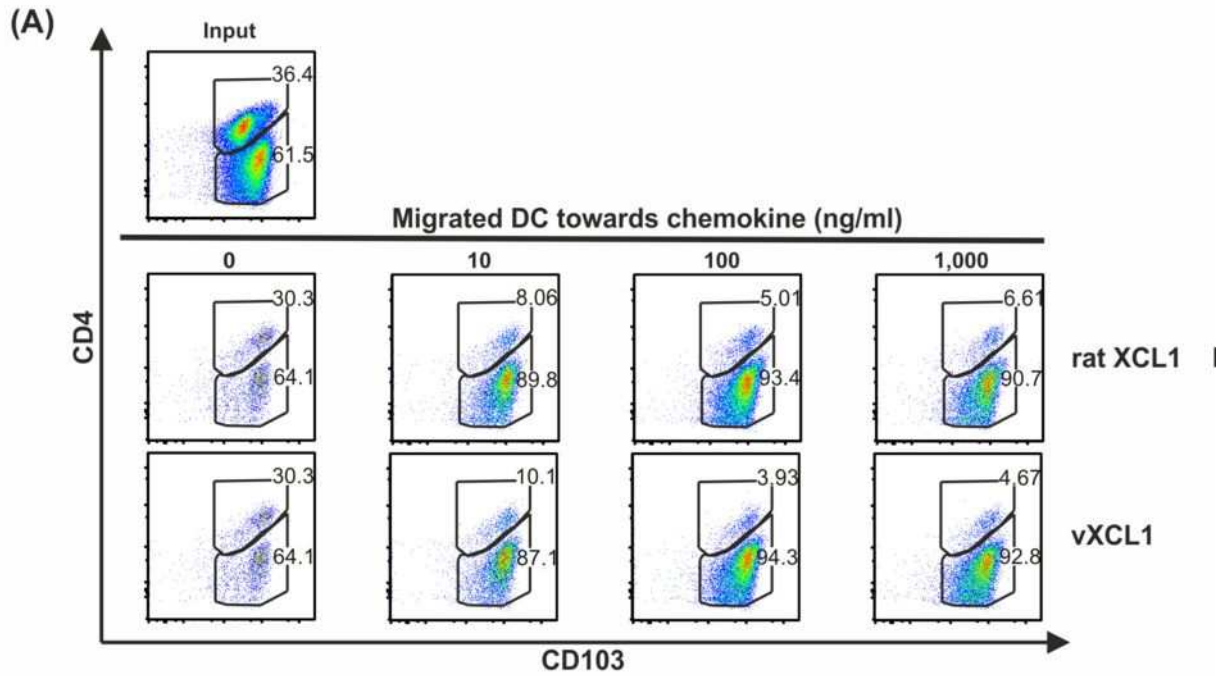 (A)
Input
36.4
61.5
Migrated DC towards chemokine (ng/ml)
0 10 100 1,000
30.3 8.06 5.01 6.61
64.1 89.8 93.4 90.7
rat XCL1
30.3 10.1 3.93 4.67
64.1 87.1 94.3 92.8
vXCL1
CD4
CD103